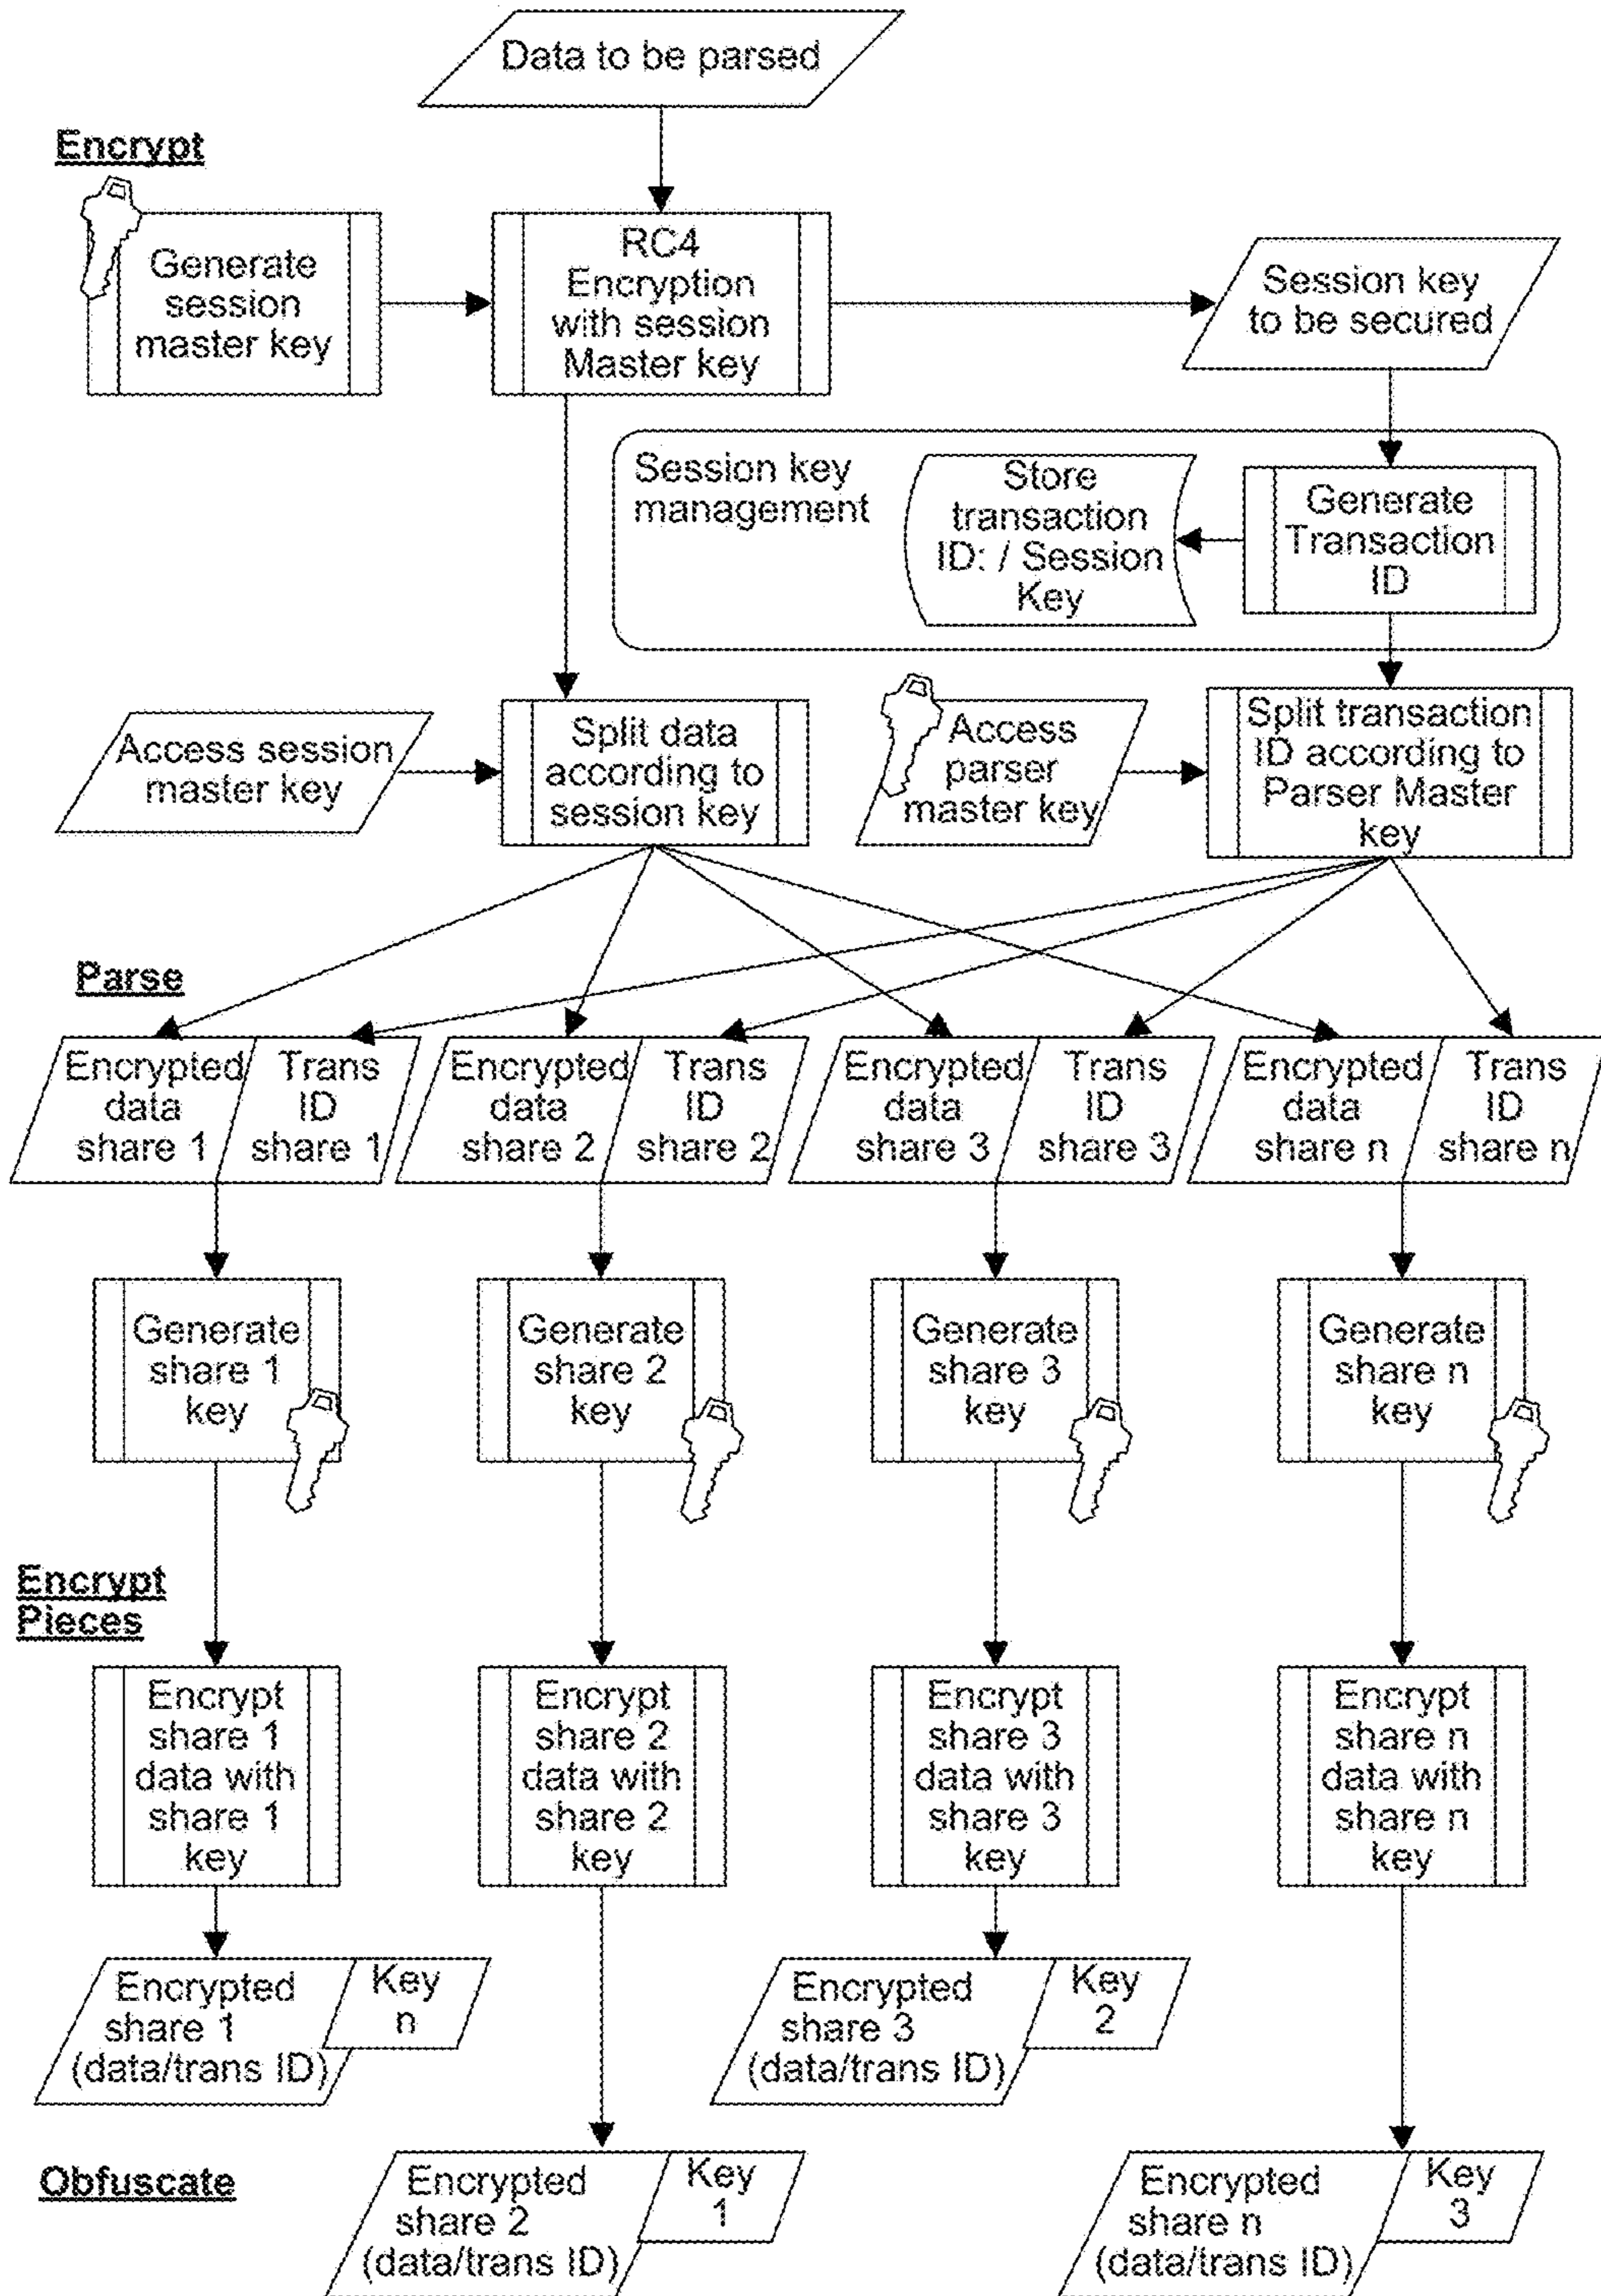 Data to be parsed
Encrypt
Generate
session
master key
RC4
Encryption
with session
Master key
Session key
to be secured
Session key
management
Store
transaction
ID: / Session
Key
Generate
Transaction
ID
Access session
master key
Split data
according to
session key
Access
parser
master key
Split transaction
ID according to
Parser Master
key
Parse
Encrypted
data
share 1
Trans
ID
share 1
Encrypted
data
share 2
Trans
ID
share 2
Encrypted
data
share 3
Trans
ID
share 3
Encrypted
data
share n
Trans
ID
share n
Generate
share 1
key
Generate
share 2
key
Generate
share 3
key
Generate
share n
key
Encrypt
Pieces
Encrypt
share 1
data with
share 1
key
Encrypt
share 2
data with
share 2
key
Encrypt
share 3
data with
share 3
key
Encrypt
share n
data with
share n
key
Encrypted
share 1
(data/trans ID)
Key
n
Encrypted
share 3
(data/trans ID)
Key
2
Obfuscate
Encrypted
share 2
(data/trans ID)
Key
1
Encrypted
share n
(data/trans ID)
Key
3